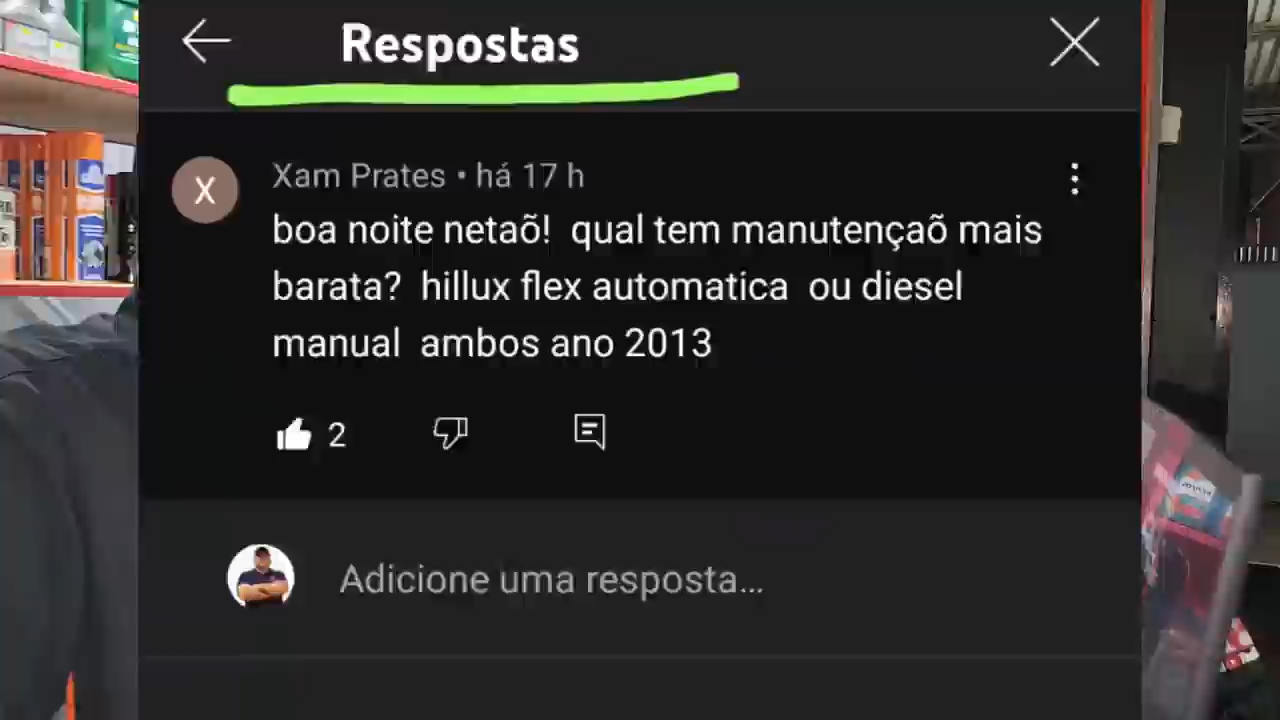 Respostas
X
Xam Prates • há 17 h
boa noite netaõ!  qual tem manutençaõ mais
barata?  hillux flex automatica  ou diesel
manual  ambos ano 2013
2
Adicione uma resposta...